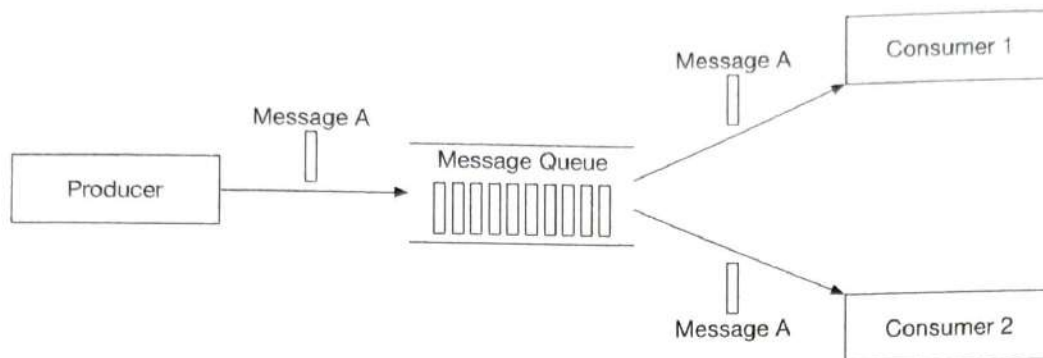 Message A
Consumer 1
Message A
Message Queue
Producer
Message A
Consumer 2